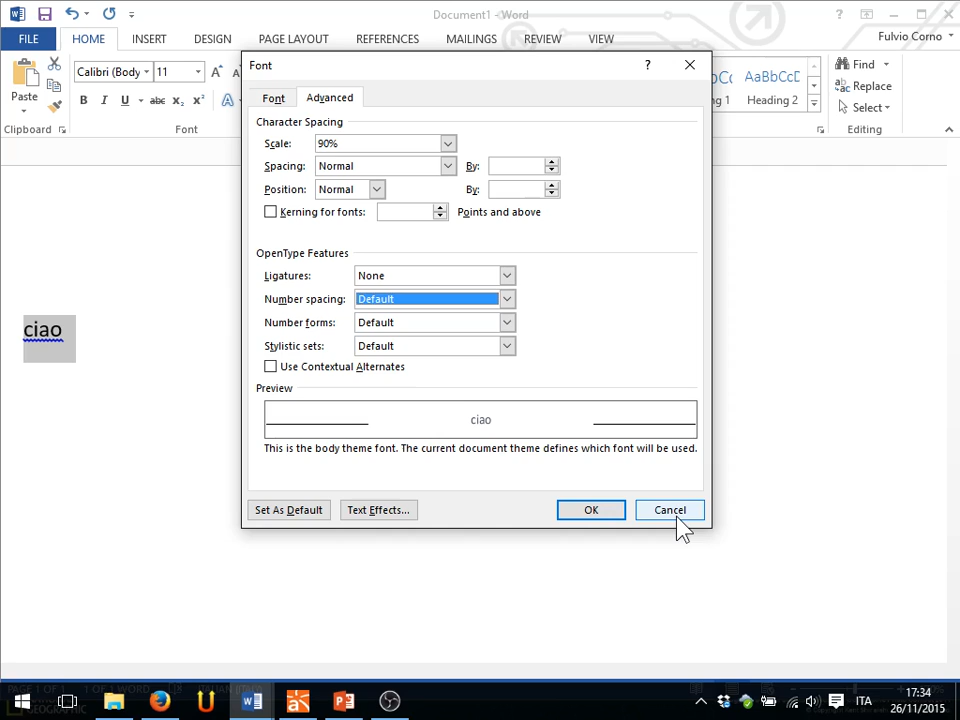 Document1 - Word
FILE HOME INSERT DESIGN PAGE LAYOUT REFERENCES MAILINGS REVIEW VIEW Fulvio Corno
Calibri (Body 11
Paste
B I U abc x₂ x² A
Clipboard Font
AaBbCcD
Heading 2
Find
Replace
Select
Editing
Font
Font Advanced
Character Spacing
Scale: 90%
Spacing: Normal By:
Position: Normal By:
Kerning for fonts: Points and above
OpenType Features
Ligatures: None
Number spacing: Default
Number forms: Default
Stylistic sets: Default
Use Contextual Alternates
Preview
ciao
This is the body theme font. The current document theme defines which font will be used.
Set As Default Text Effects... OK Cancel
ciao
ITA
17:34
26/11/2015